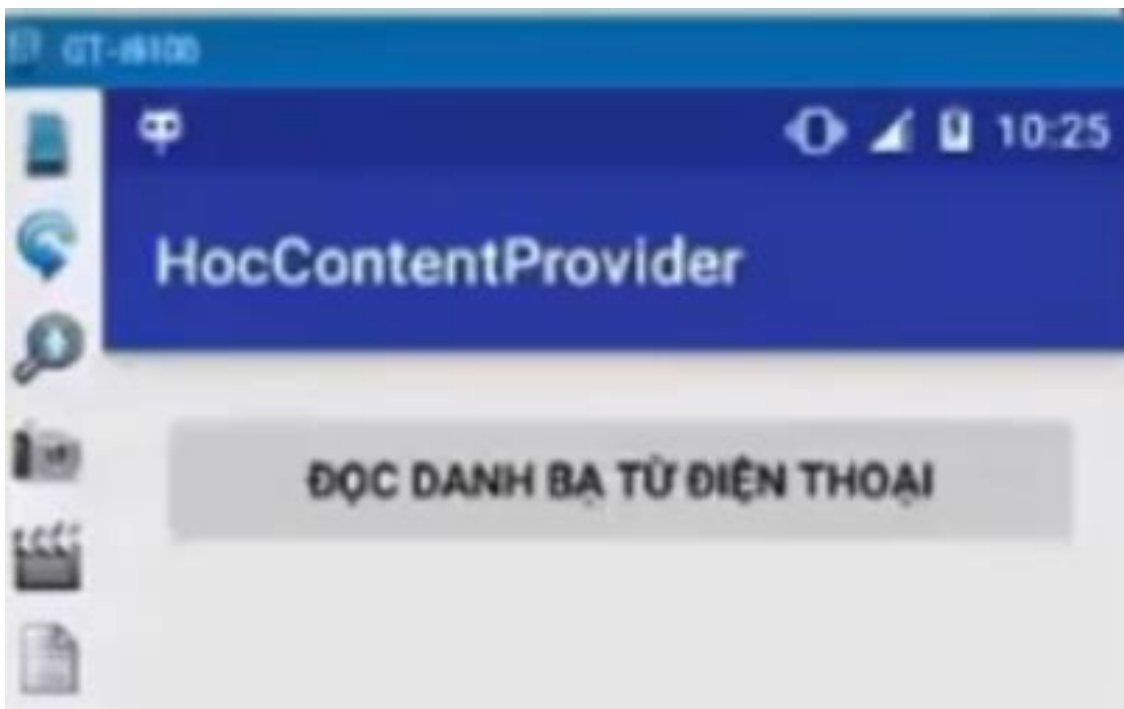 GT-I9100
10:25
HocContentProvider
ĐỌC DANH BẠ TỪ ĐIỆN THOẠI